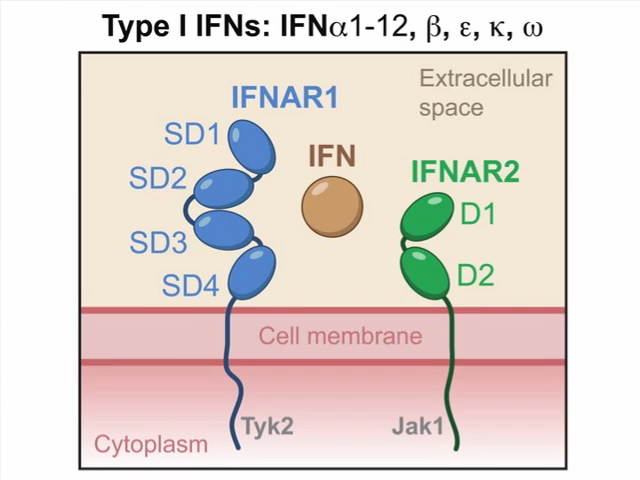 Type I IFNs: IFNα1-12, β, ε, κ, ω
Extracellular
space
IFNAR1
SD1
IFN
SD2
IFNAR2
D1
SD3
D2
SD4
Cell membrane
Tyk2
Jak1
Cytoplasm